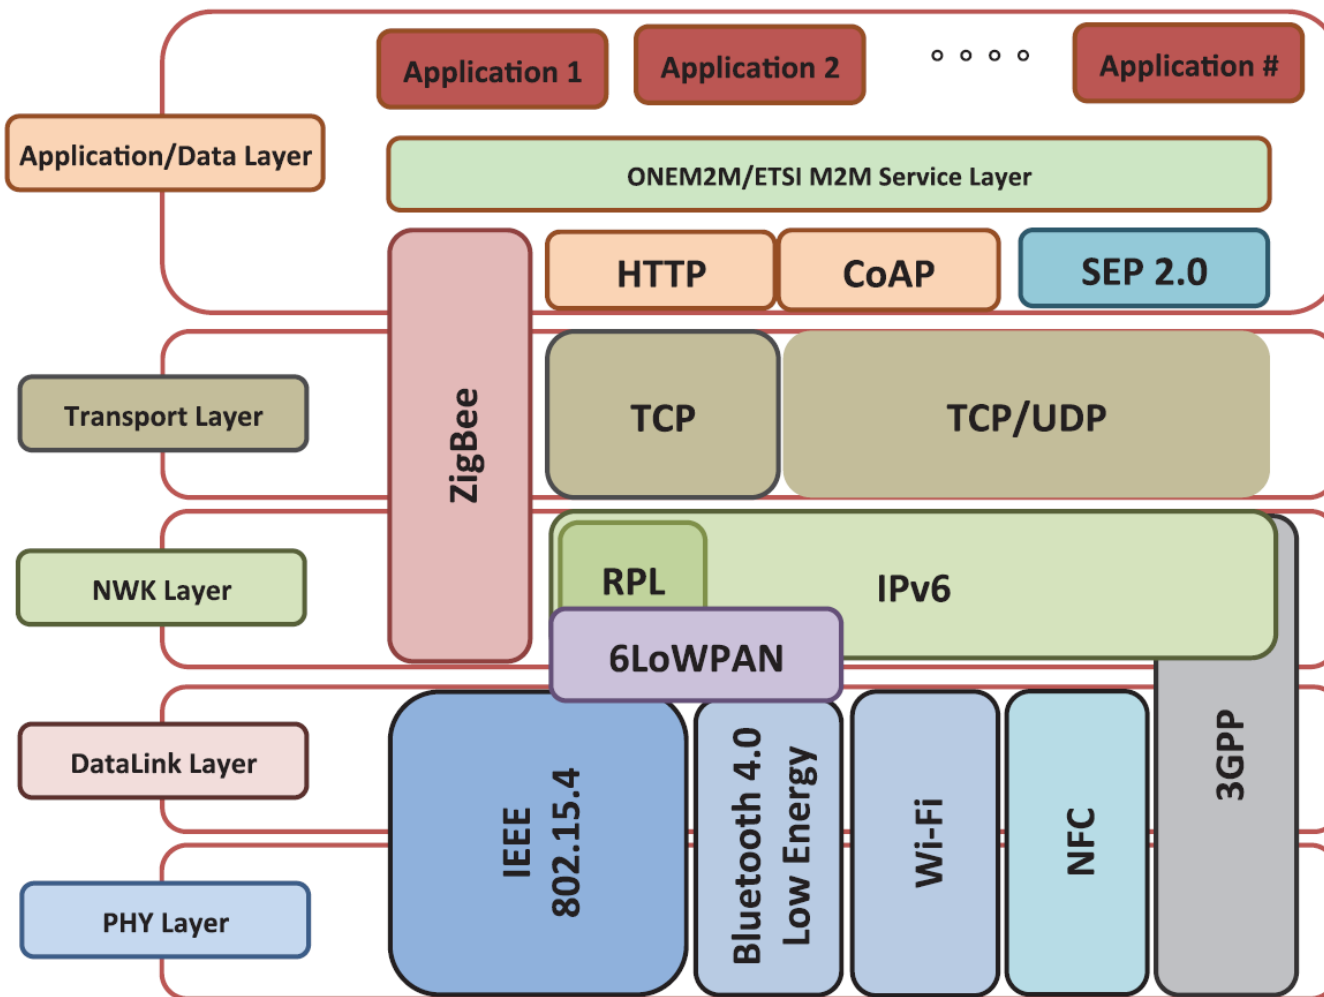 Application 1
Application 2
Application #
Application/Data Layer
ONEM2M/ETSI M2M Service Layer
HTTP
CoAP
SEP 2.0
Transport Layer
ZigBee
TCP
TCP/UDP
NWK Layer
RPL
IPv6
6LoWPAN
DataLink Layer
IEEE
802.15.4
Bluetooth 4.0
Low Energy
Wi-Fi
NFC
3GPP
PHY Layer